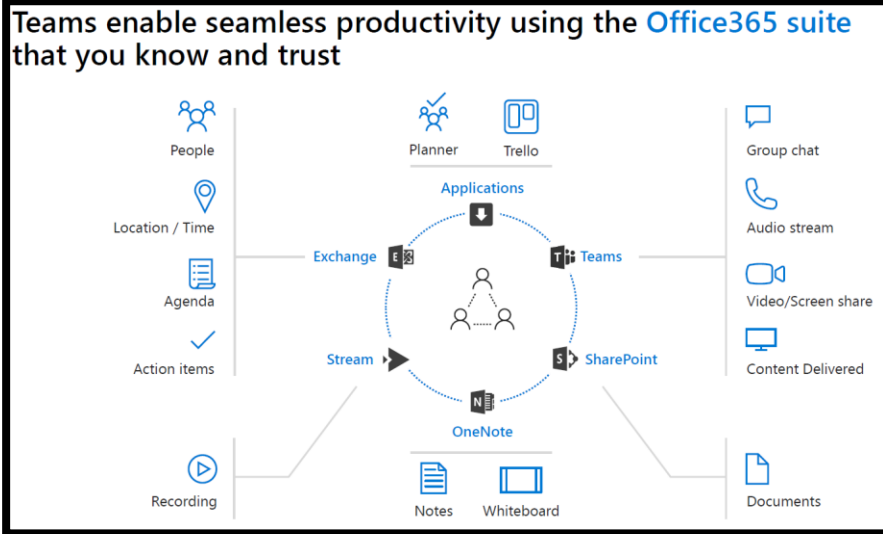 Teams enable seamless productivity using the Office365 suite
that you know and trust
People
Planner
Trello
Group chat
Applications
Location / Time
Audio stream
Exchange
E
T
Teams
Agenda
Video/Screen share
Stream
S
SharePoint
Action items
Content Delivered
N
OneNote
Recording
Notes
Whiteboard
Documents